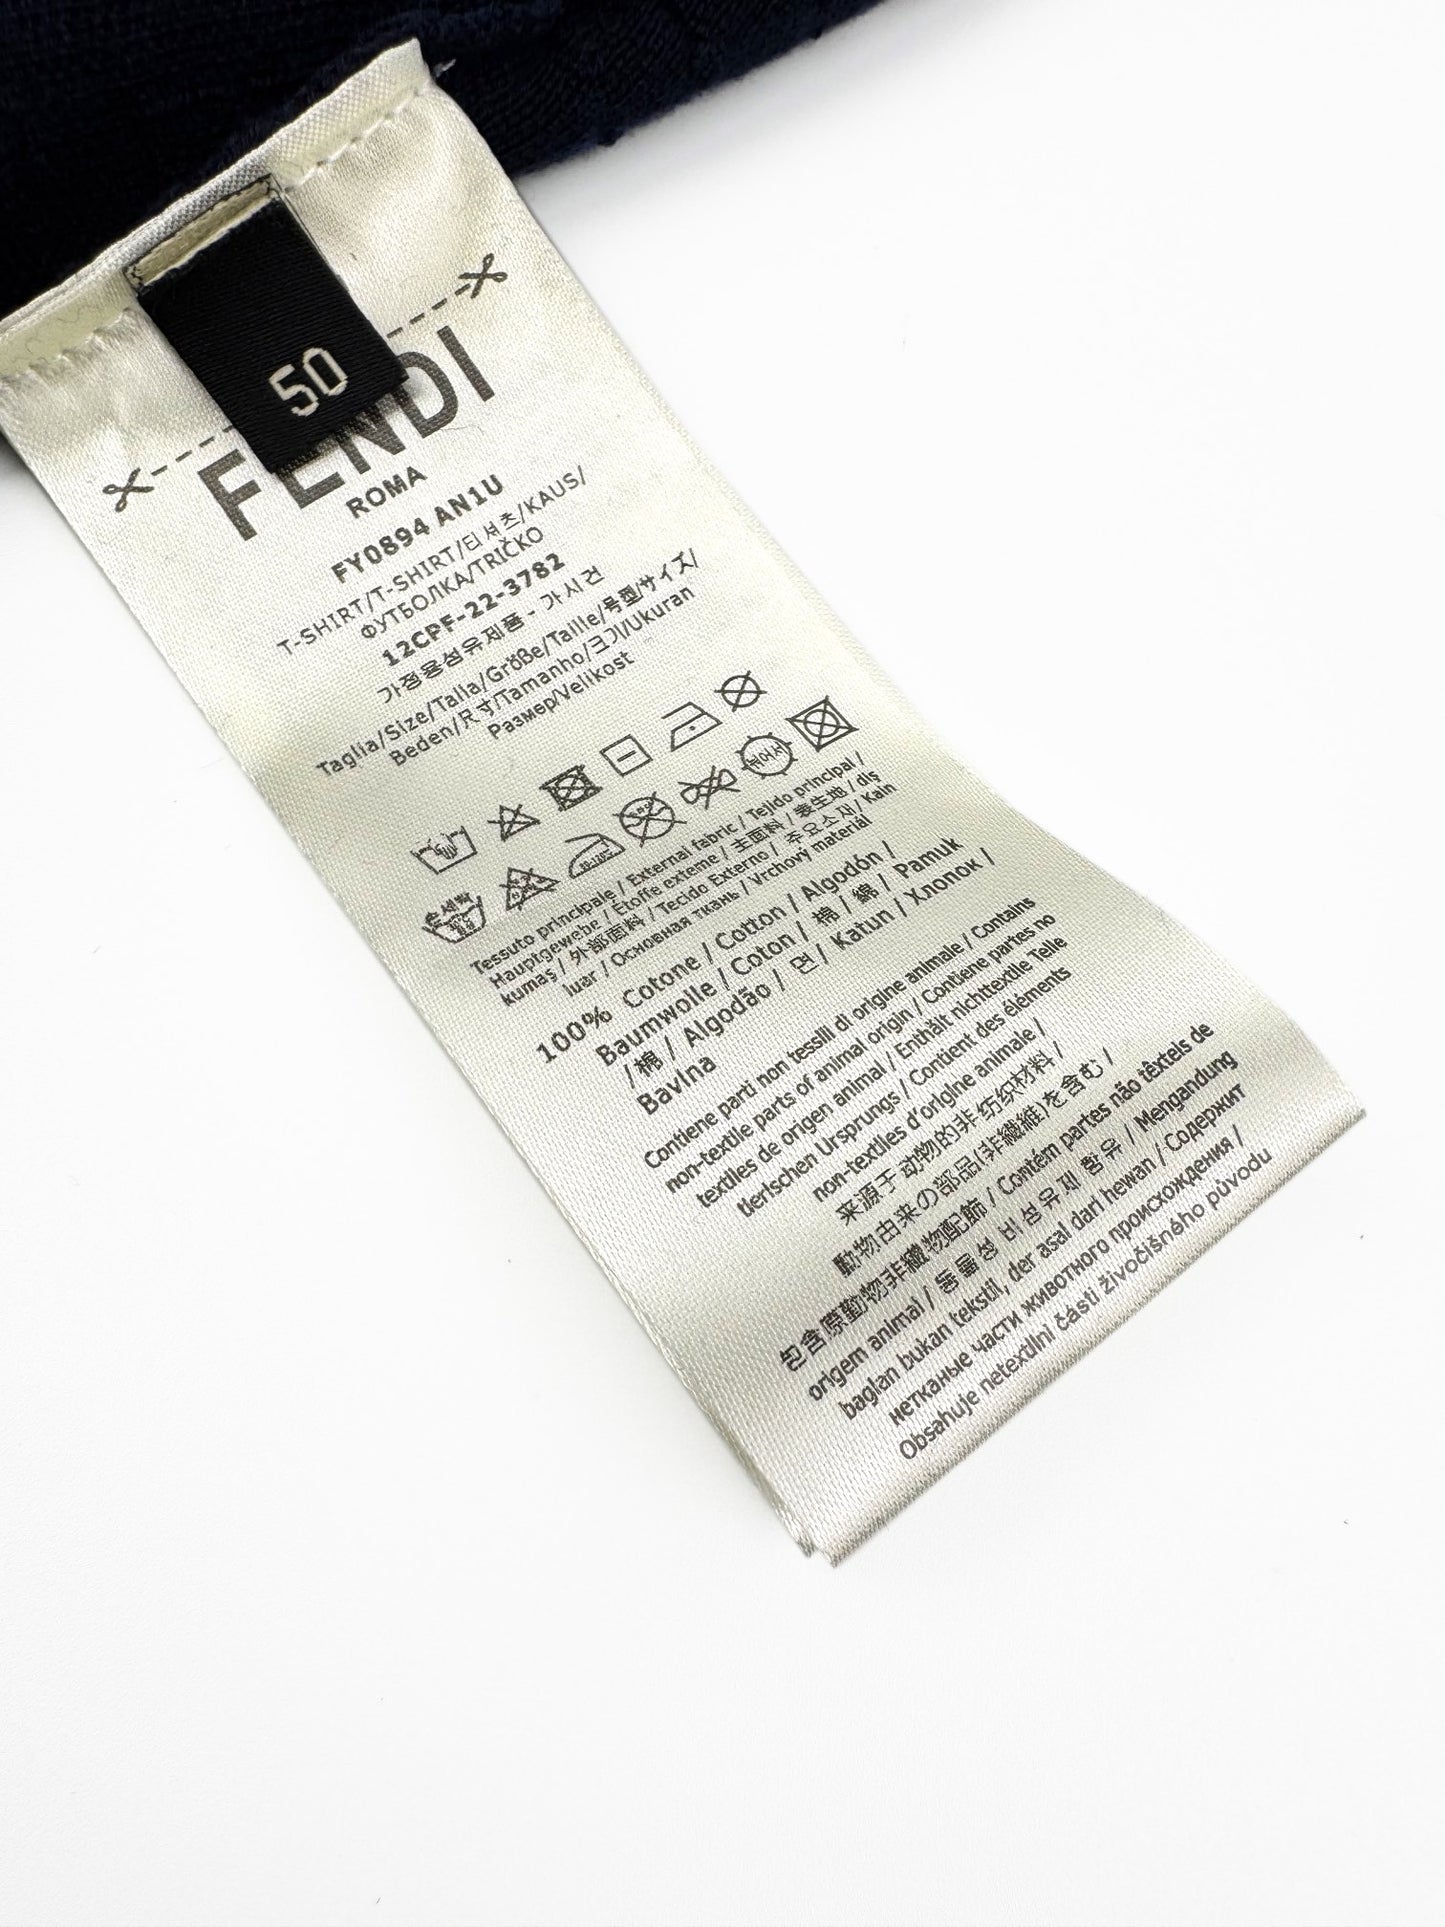 50
FENDI
ROMA
FY0894 AN1U
T-SHIRT/T-SHIRT/티셔츠/KAUS/
ФУТБОЛКА/TRIČKO
12CPF-22-3782
가정용섬유제품 - 가시건
Taglia/Size/Talla/Größe/Taille/号型/サイズ/
Beden/尺寸/Tamanho/크기/Ukuran
Размер/Velikost
손세탁
뉘어서
80-120℃
Tessuto principale / External fabric / Tejido principal /
Hauptgewebe / Étoffe externe / 主面料 / 表生地 / diş
kumaş / 外部面料 / Tecido Externo / 주요소재 / Kain
luar / Основная ткань / Vrchový materiál
100% Cotone / Cotton / Algodón /
Baumwolle / Coton / 棉 / 綿 / Pamuk
/ 棉 / Algodão / 면 / Katun / Хлопок /
Bavlna
Contiene parti non tessili di origine animale / Contains
non-textile parts of animal origin / Contiene partes no
textiles de origen animal / Enthält nichttextile Teile
tierischen Ursprungs / Contient des éléments
non-textiles d'origine animale /
来源于动物的非纺织材料 /
動物由来の部品(非繊維)を含む /
包含原動物非纖物配飾 / Contém partes não têxteis de
origem animal / 동물성 비섬유제 함유 / Mengandung
bagian bukan tekstil, der asal dari hewan / Содержит
нетканые части животного происхождения /
Obsahuje netextilní části živočišného původu